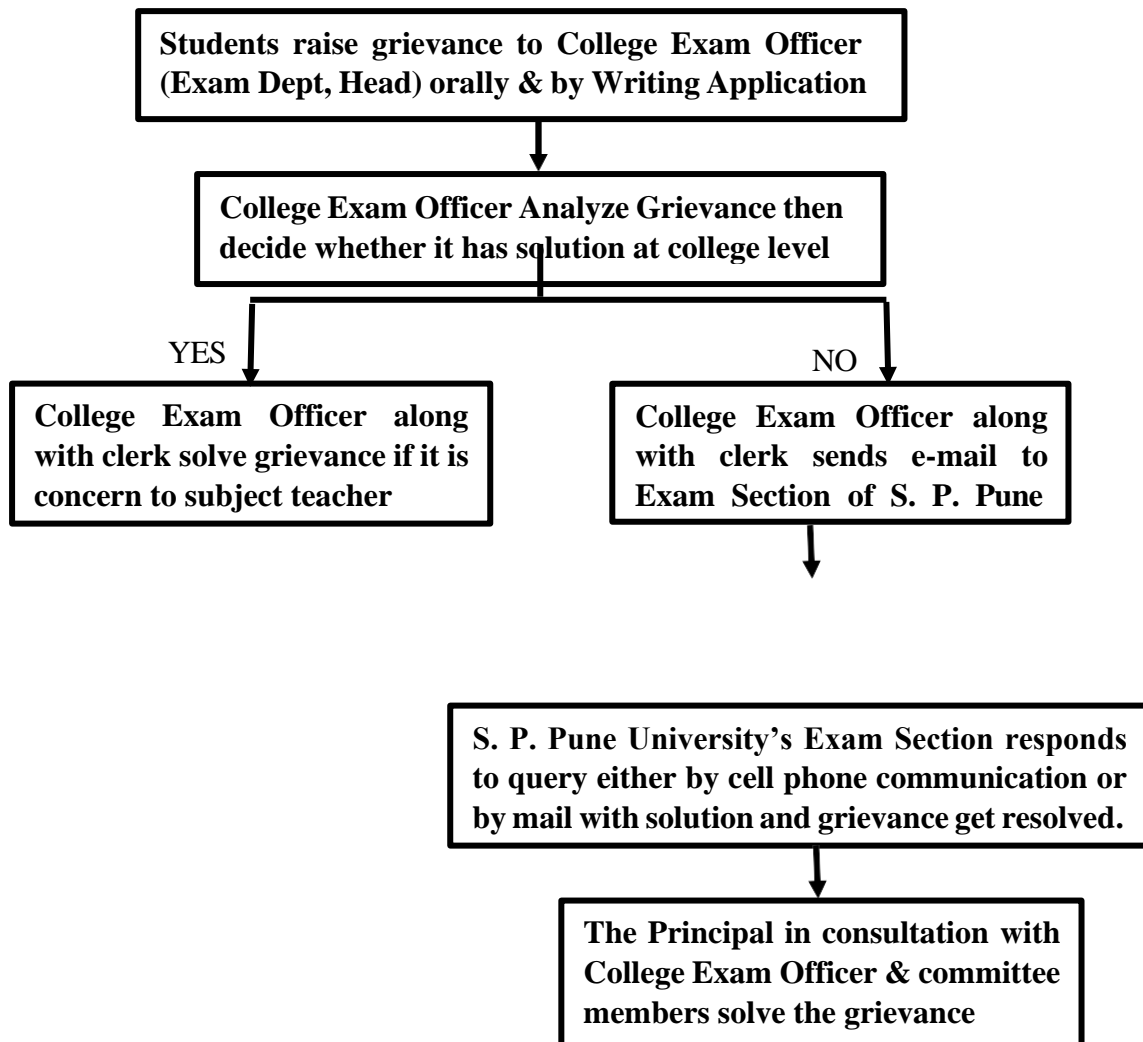 Students raise grievance to College Exam Officer
(Exam Dept, Head) orally & by Writing Application
College Exam Officer Analyze Grievance then
decide whether it has solution at college level
YES
NO
College Exam Officer along
with clerk solve grievance if it is
concern to subject teacher
College Exam Officer along
with clerk sends e-mail to
Exam Section of S. P. Pune
S. P. Pune University’s Exam Section responds
to query either by cell phone communication or
by mail with solution and grievance get resolved.
The Principal in consultation with
College Exam Officer & committee
members solve the grievance